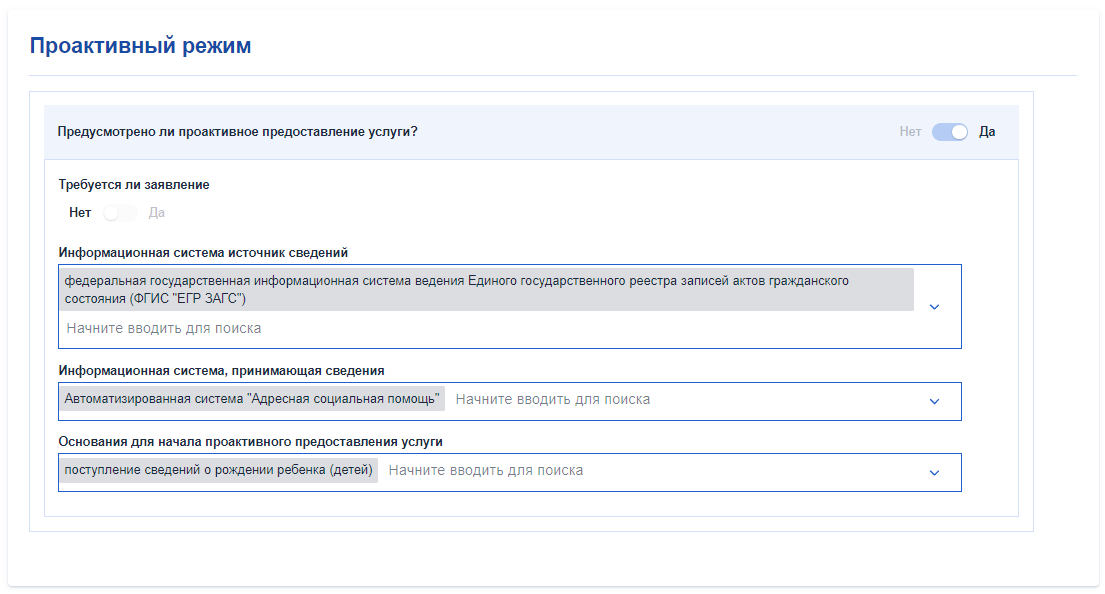 Проактивный режим
Предусмотрено ли проактивное предоставление услуги?
Нет Да
Требуется ли заявление
Нет Да
Информационная система источник сведений
федеральная государственная информационная система ведения Единого государственного реестра записей актов гражданского
состояния (ФГИС "ЕГР ЗАГС")
Начните вводить для поиска
Информационная система, принимающая сведения
Автоматизированная система "Адресная социальная помощь" Начните вводить для поиска
Основания для начала проактивного предоставления услуги
поступление сведений о рождении ребенка (детей) Начните вводить для поиска